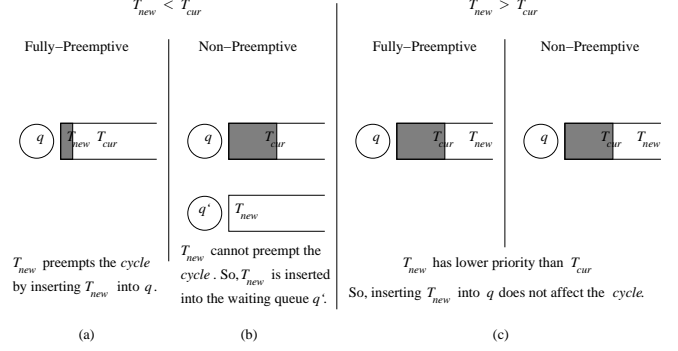 T_new < T_cur
T_new > T_cur
Fully–Preemptive
Non–Preemptive
Fully–Preemptive
Non–Preemptive
q T_new T_cur
q T_cur
q T_cur T_new
q T_cur T_new
q‘ T_new
T_new preempts the cycle
by inserting T_new into q.
T_new cannot preempt the
cycle. So, T_new is inserted
into the waiting queue q‘.
T_new has lower priority than T_cur
So, inserting T_new into q does not affect the cycle.
(a)
(b)
(c)